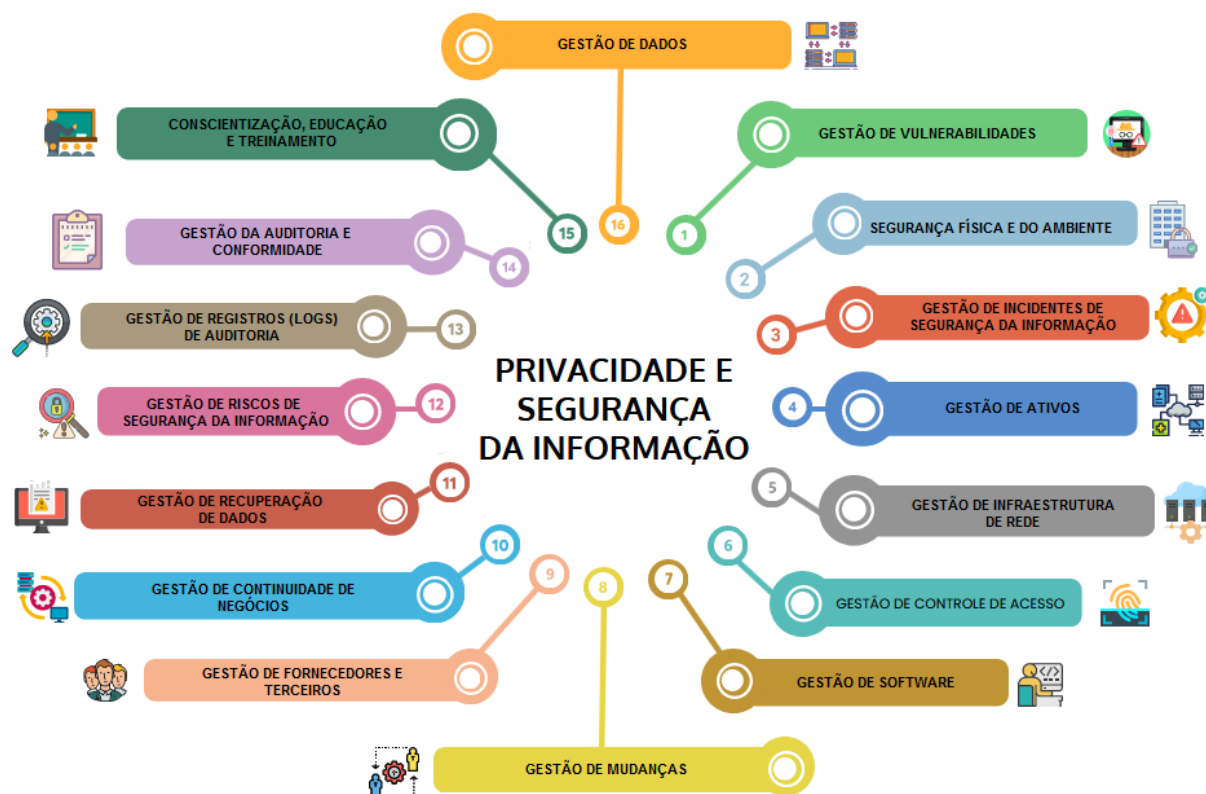 GESTÃO DE DADOS
16
GESTÃO DE VULNERABILIDADES
1
SEGURANÇA FÍSICA E DO AMBIENTE
2
GESTÃO DE INCIDENTES DE
SEGURANÇA DA INFORMAÇÃO
3
GESTÃO DE ATIVOS
4
GESTÃO DE INFRAESTRUTURA
DE REDE
5
GESTÃO DE CONTROLE DE ACESSO
6
GESTÃO DE SOFTWARE
7
GESTÃO DE MUDANÇAS
8
GESTÃO DE FORNECEDORES E
TERCEIROS
9
GESTÃO DE CONTINUIDADE DE
NEGÓCIOS
10
GESTÃO DE RECUPERAÇÃO
DE DADOS
11
GESTÃO DE RISCOS DE
SEGURANÇA DA INFORMAÇÃO
12
GESTÃO DE REGISTROS (LOGS)
DE AUDITORIA
13
GESTÃO DA AUDITORIA E
CONFORMIDADE
14
CONSCIENTIZAÇÃO, EDUCAÇÃO
E TREINAMENTO
15
PRIVACIDADE E
SEGURANÇA
DA INFORMAÇÃO